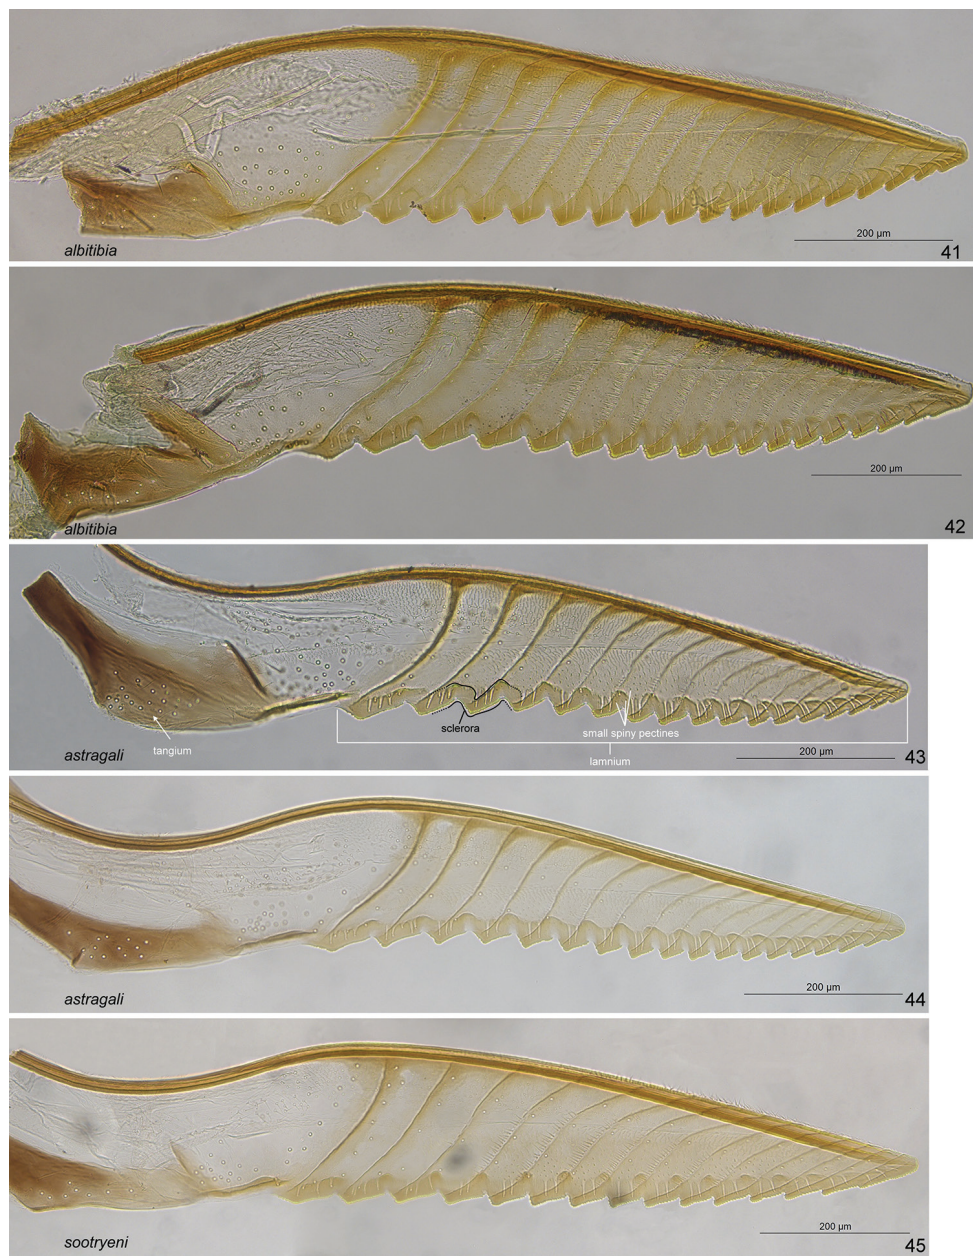 200 µm
albitibia
41
200 µm
albitibia
42
sclerora
small spiny pectines
tangium
200 µm
astragali
lamnium
43
200 µm
astragali
44
200 µm
sootryeni
45